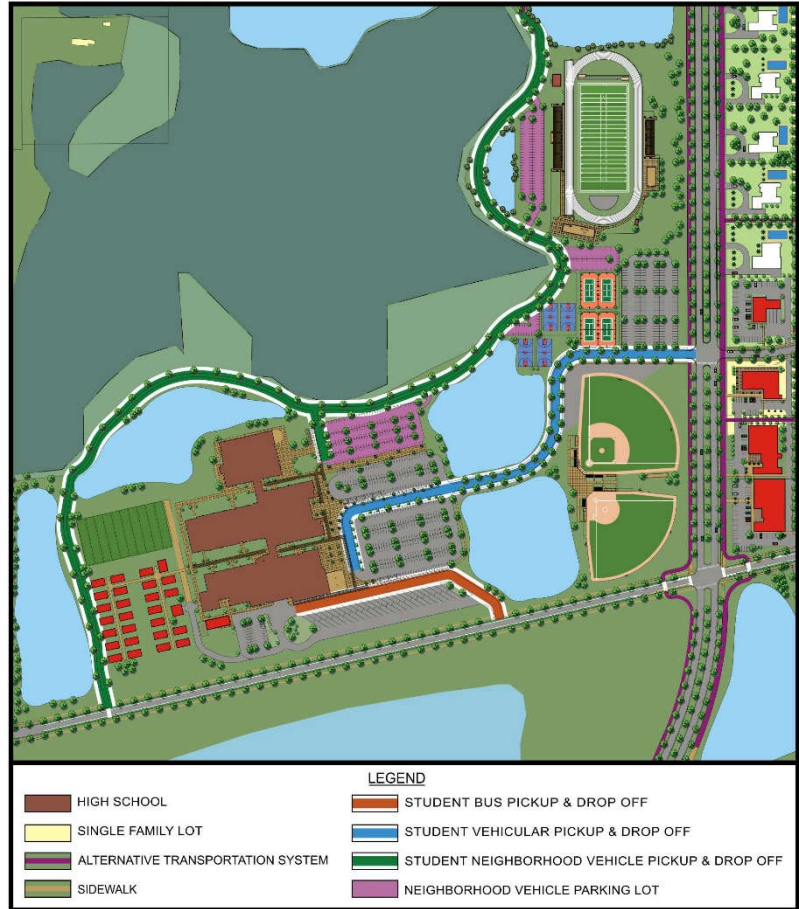 LEGEND
HIGH SCHOOL
SINGLE FAMILY LOT
ALTERNATIVE TRANSPORTATION SYSTEM
SIDEWALK
STUDENT BUS PICKUP & DROP OFF
STUDENT VEHICULAR PICKUP & DROP OFF
STUDENT NEIGHBORHOOD VEHICLE PICKUP & DROP OFF
NEIGHBORHOOD VEHICLE PARKING LOT